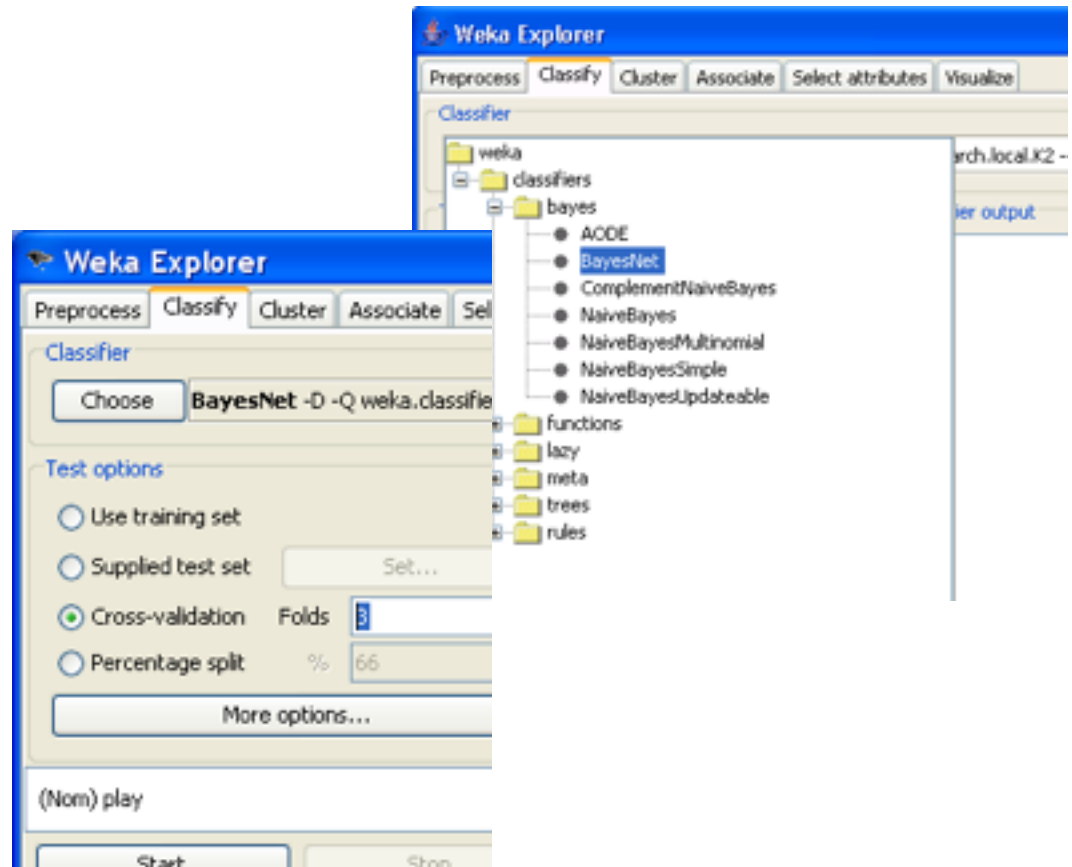 Weka Explorer
Preprocess Classify Cluster Associate Select attributes Visualize
Classifier
weka
classifiers
bayes
AODE
BayesNet
ComplementNaiveBayes
NaiveBayes
NaiveBayesMultinomial
NaiveBayesSimple
NaiveBayesUpdateable
functions
lazy
meta
trees
rules
arch.local.K2 --
ier output
Weka Explorer
Preprocess Classify Cluster Associate Sel
Classifier
Choose BayesNet -D -Q weka.classifie
Test options
Use training set
Supplied test set Set...
Cross-validation Folds 3
Percentage split % 66
More options...
(Nom) play
Start Stop